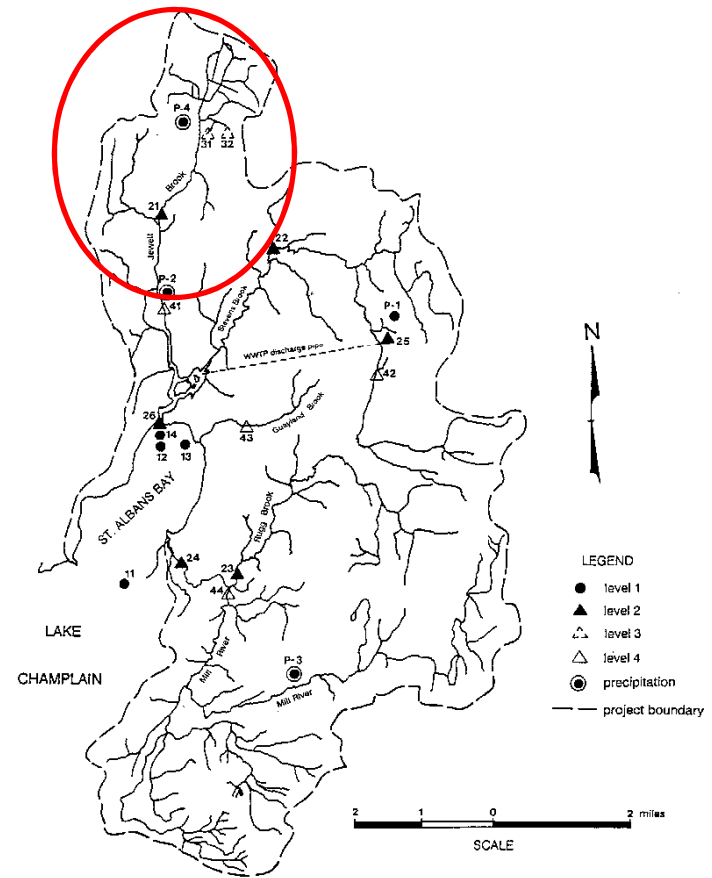 P-4
31 32
Brook
21
Jewell
22
P-2
41
P-1
Stevens Brook
25
WWTP discharge pipe
42
N
26
14
43
Guayland Brook
12 13
ST. ALBANS BAY
Rugg Brook
24
23
11
44
LEGEND
level 1
level 2
level 3
level 4
precipitation
project boundary
LAKE
CHAMPLAIN
Mill River
P-3
Mill River
2 1 0 2 miles
SCALE